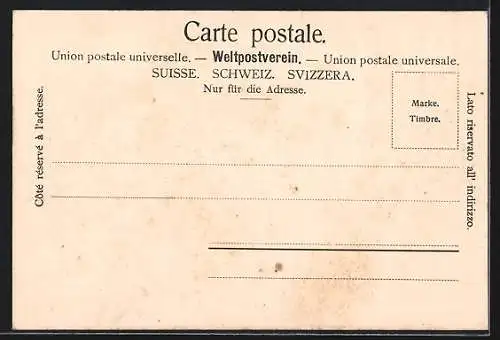 Carte postale.
Union postale universelle. — Weltpostverein. — Union postale universale.
SUISSE. SCHWEIZ. SVIZZERA.
Nur für die Adresse.
Marke.
Timbre.
Côté réservé à l'adresse.
Lato riservato all' indirizzo.